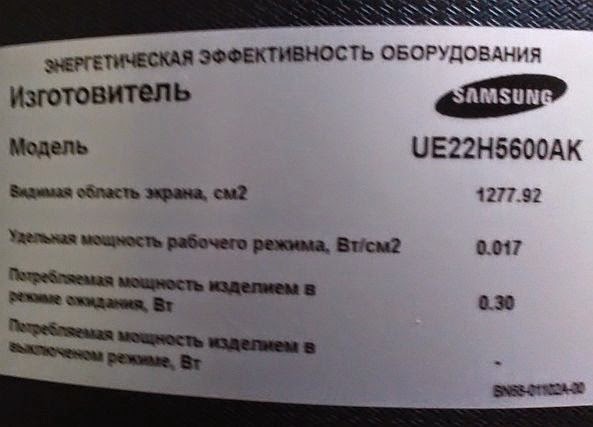 ЭНЕРГЕТИЧЕСКАЯ ЭФФЕКТИВНОСТЬ ОБОРУДОВАНИЯ
Изготовитель SAMSUNG
Модель UE22H5600AK
Видимая область экрана, см2 1277.92
Удельная мощность рабочего режима, Вт/см2 0.017
Потребляемая мощность изделием в
режиме ожидания, Вт 0.30
Потребляемая мощность изделием в
выключеном режиме, Вт -
BN68-01102A-00